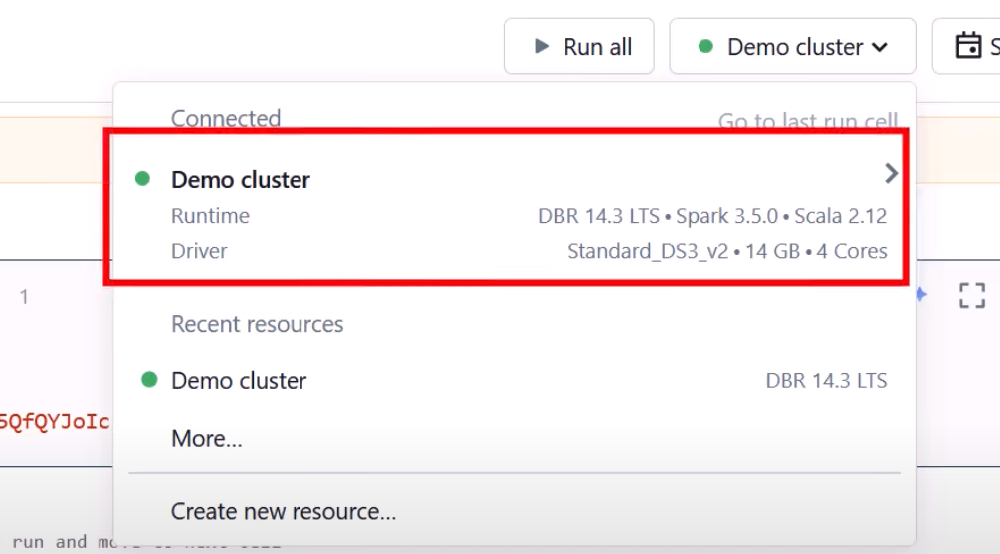 Run all
Demo cluster
S
Connected
Go to last run cell
Demo cluster
Runtime
DBR 14.3 LTS • Spark 3.5.0 • Scala 2.12
Driver
Standard_DS3_v2 • 14 GB • 4 Cores
1
Recent resources
Demo cluster
DBR 14.3 LTS
5QfQYJoIc
More...
Create new resource...
run and